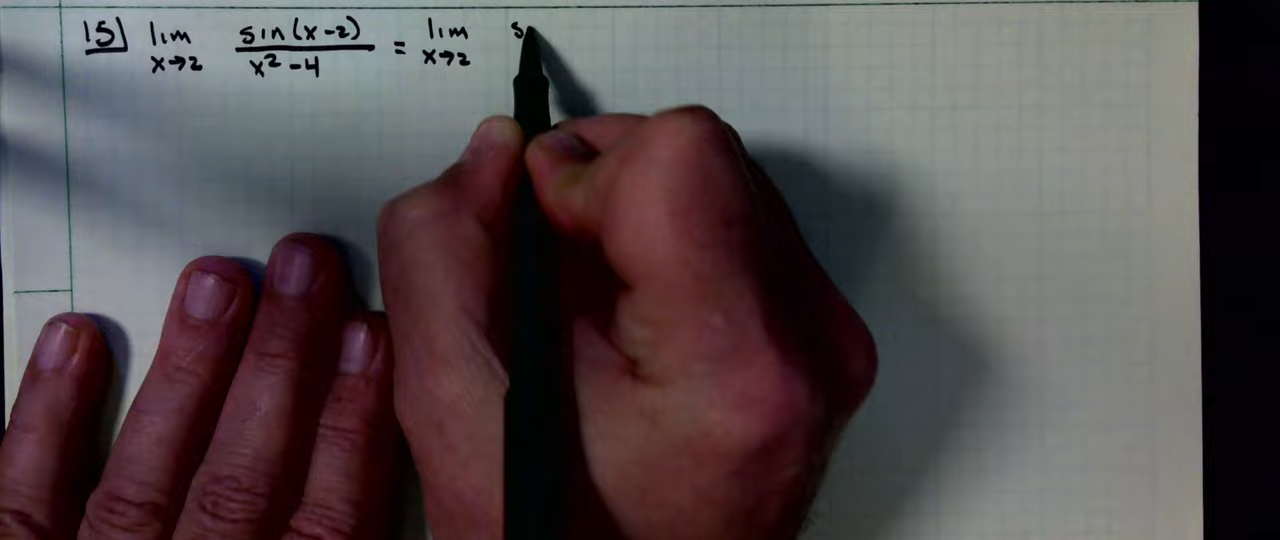 15) lim x→2 sin(x-2)/(x²-4) = lim x→2 s